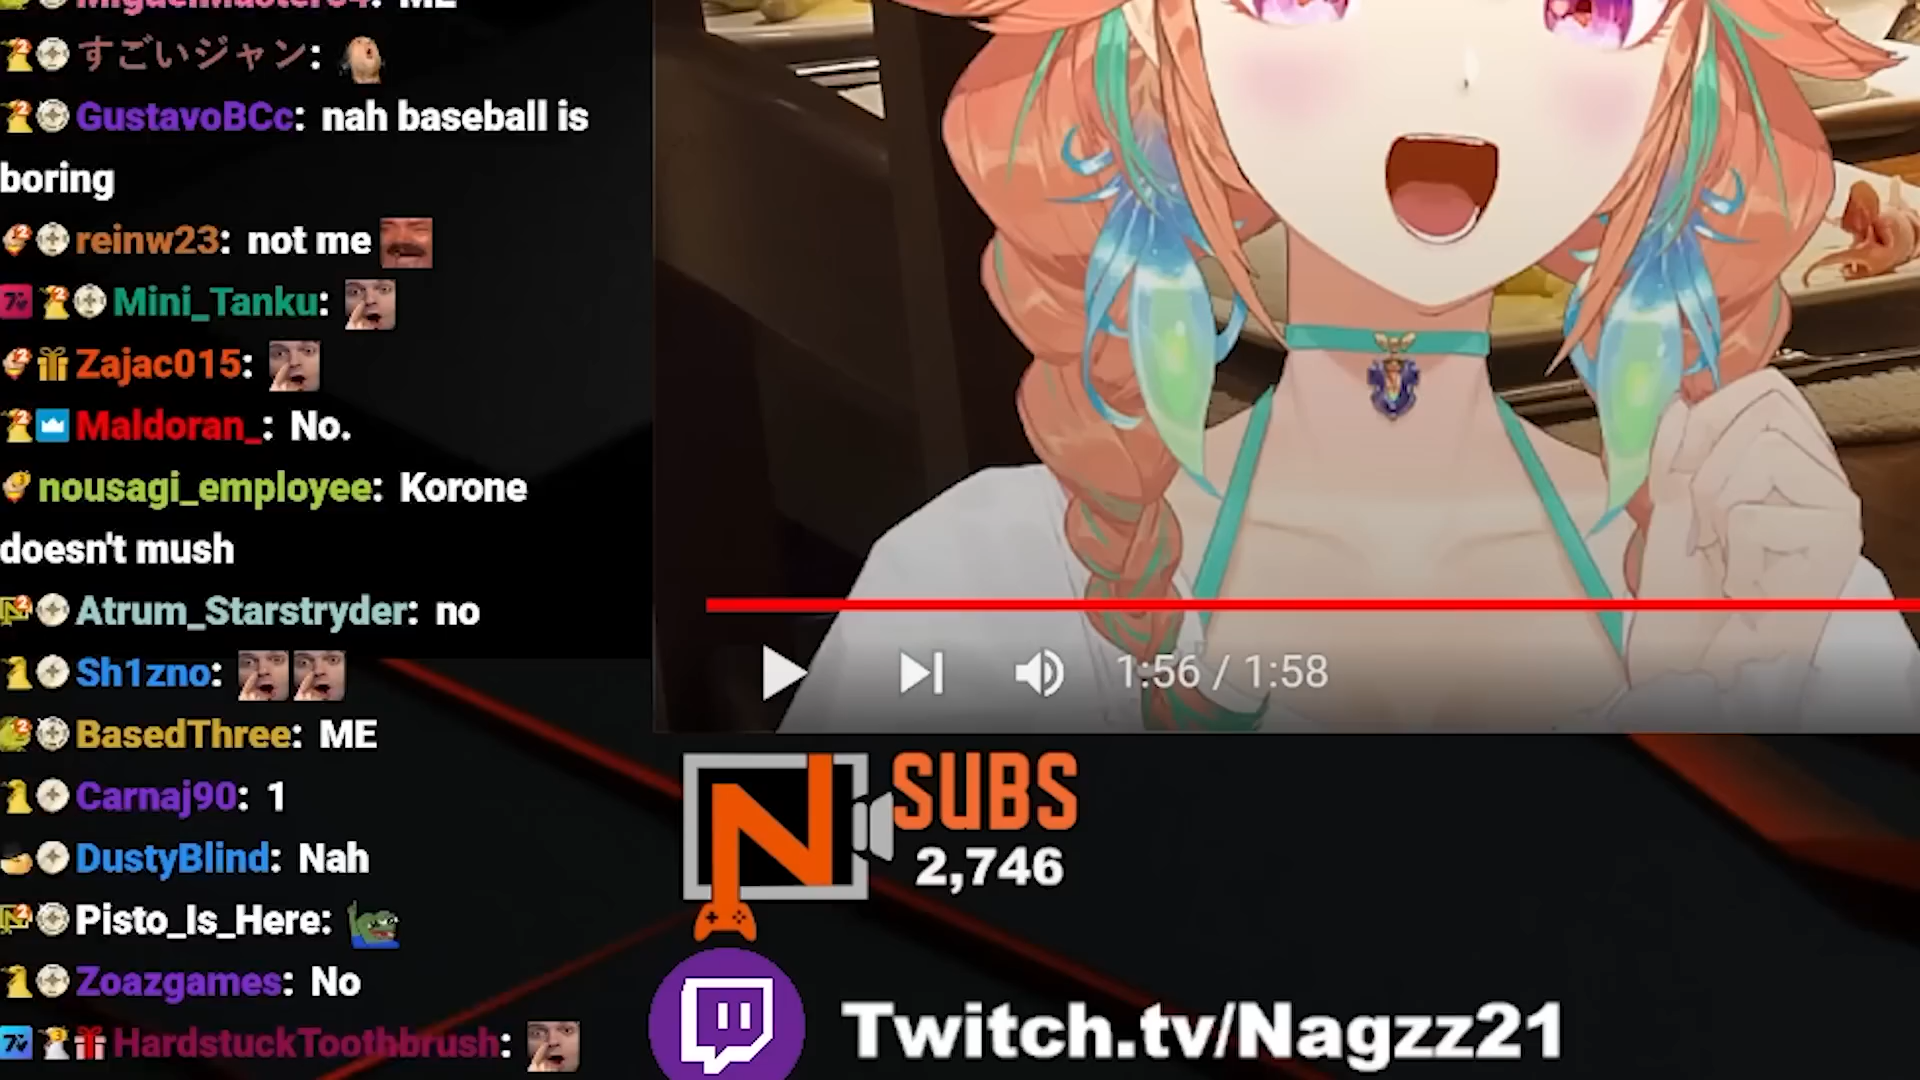 MiguelMaster64: ME
すごいジャン:
GustavoBCc: nah baseball is
boring
reinw23: not me
Mini_Tanku:
Zajac015:
Maldoran_: No.
nousagi_employee: Korone
doesn't mush
Atrum_Starstryder: no
Sh1zno:
BasedThree: ME
Carnaj90: 1
DustyBlind: Nah
Pisto_Is_Here:
Zoazgames: No
HardstuckToothbrush:
1:56 / 1:58
N
SUBS
2,746
Twitch.tv/Nagzz21